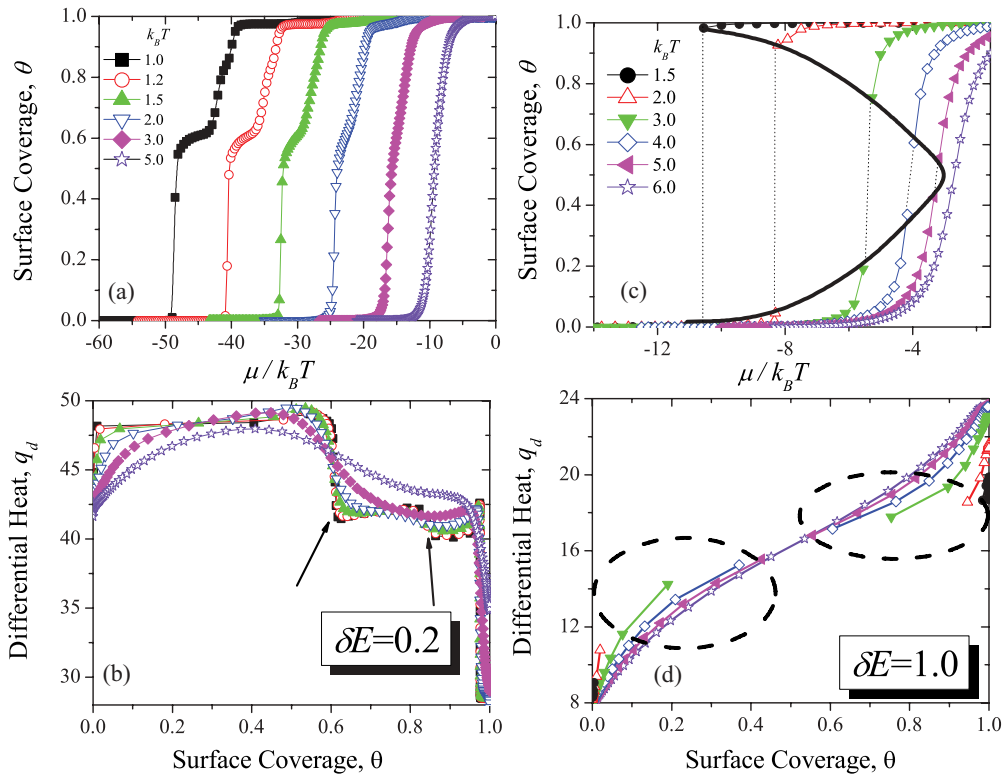 1.0
0.8
0.6
0.4
0.2
0.0
Surface Coverage, θ
k_BT
1.0
1.2
1.5
2.0
3.0
5.0
(a)
-60 -50 -40 -30 -20 -10 0
μ / k_BT
1.0
0.8
0.6
0.4
0.2
0.0
Surface Coverage, θ
k_BT
1.5
2.0
3.0
4.0
5.0
6.0
(c)
-12 -8 -4
μ / k_BT
50
45
40
35
30
Differential Heat, q_d
δE=0.2
(b)
0.0 0.2 0.4 0.6 0.8 1.0
Surface Coverage, θ
24
20
16
12
8
Differential Heat, q_d
δE=1.0
(d)
0.0 0.2 0.4 0.6 0.8 1.0
Surface Coverage, θ